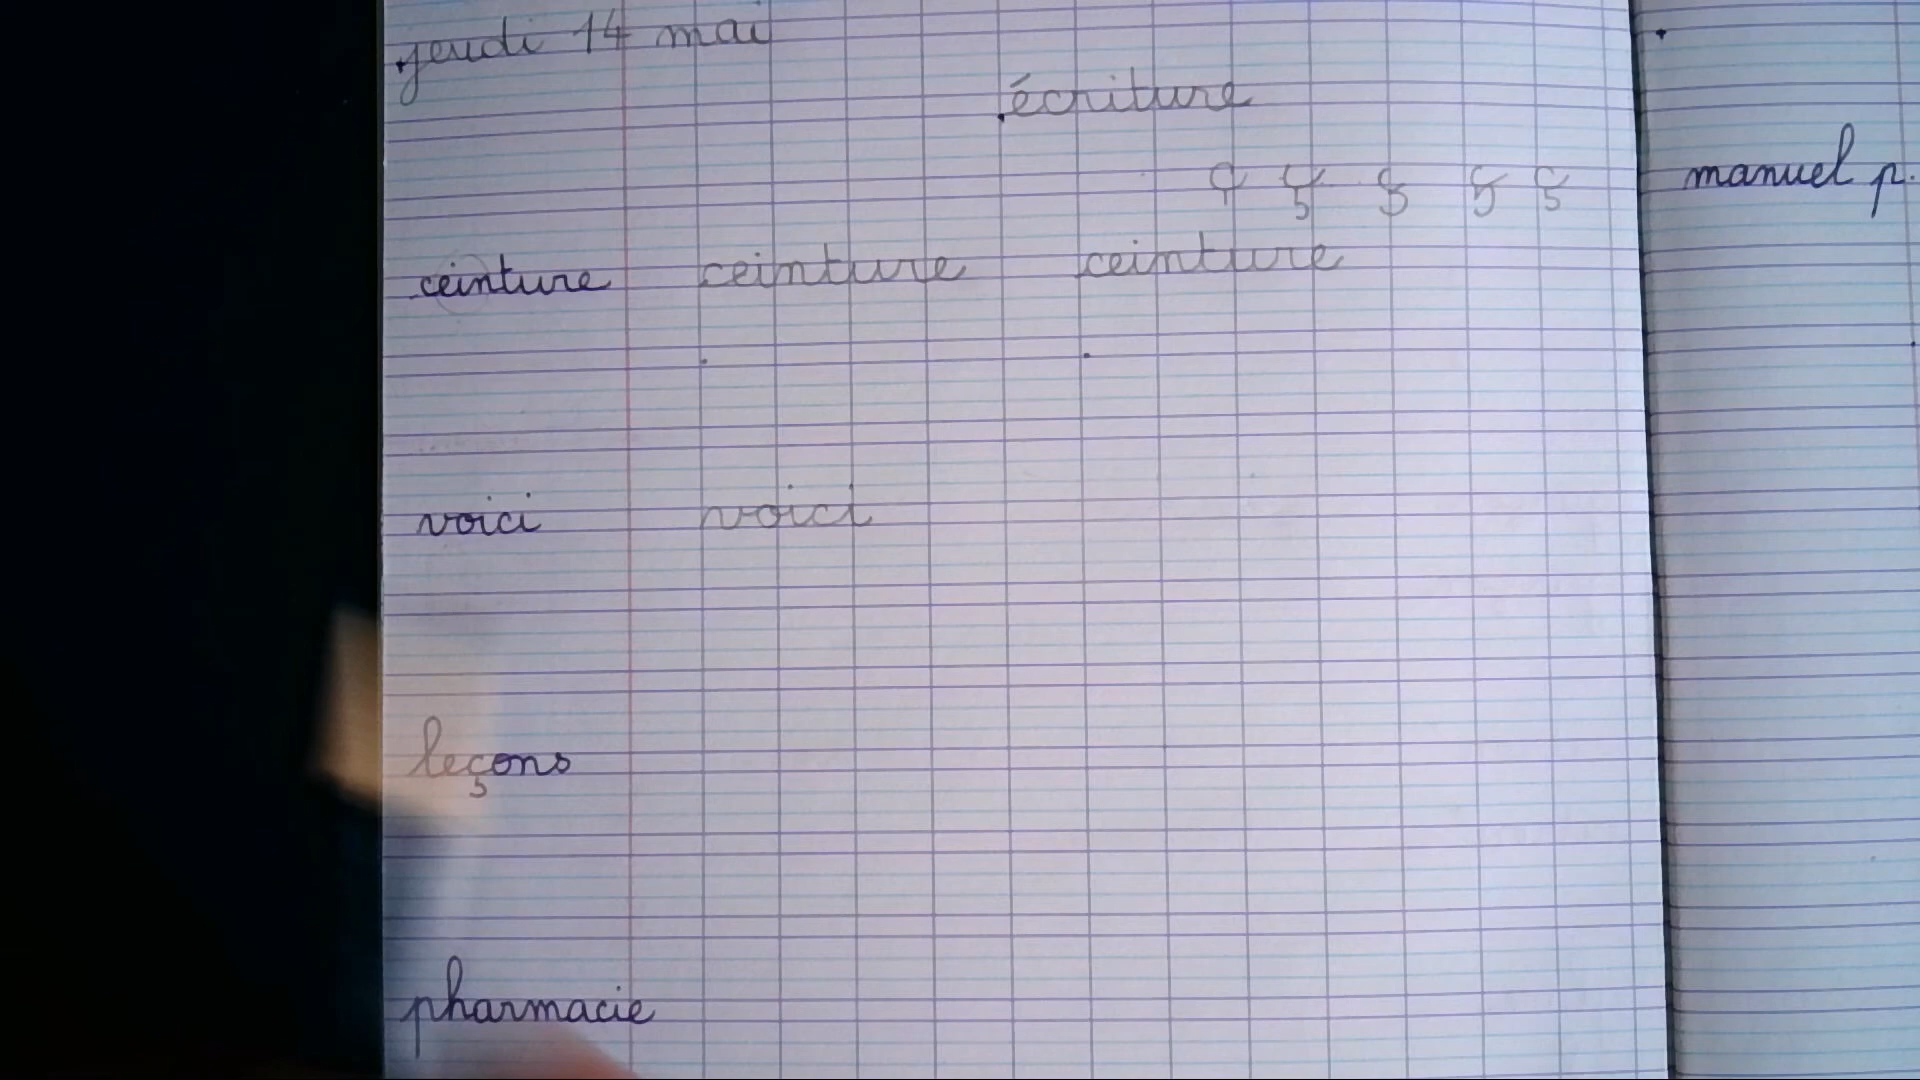 jeudi 14 mai
écriture
ç ç ç ç ç
ceinture ceinture ceinture
voici voici
leçons
pharmacie
manuel p.